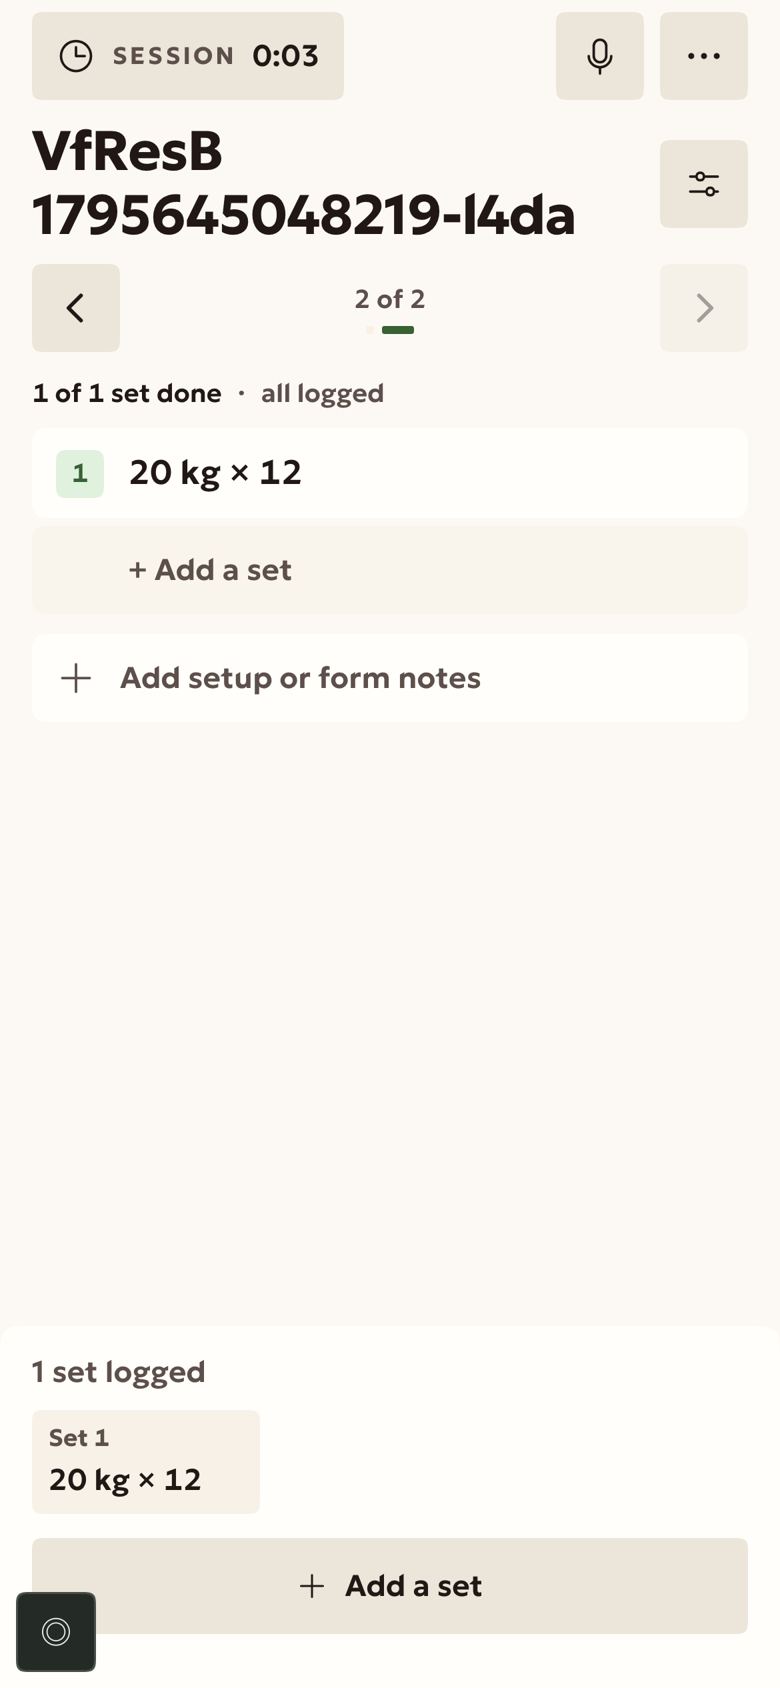 SESSION 0:03
VfResB
1795645048219-l4da
2 of 2
1 of 1 set done · all logged
1 20 kg × 12
+ Add a set
Add setup or form notes
1 set logged
Set 1
20 kg × 12
Add a set